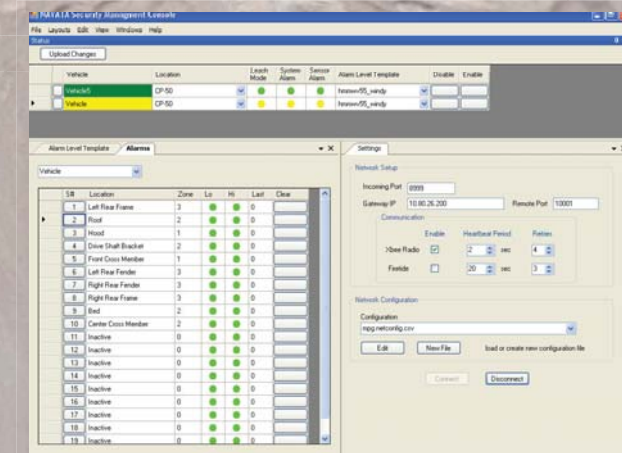 MAYATA Security Managment Console
File Layouts Edit View Windows Help
Status
Upload Changes
Vehicle Location Leash Mode System Alarm Sensor Alarm Alarm Level Template Disable Enable
Vehicle5 CP-50 hmmwv55_windy
Vehicle CP-50 hmmwv55_windy
Alarm Level Template Alarms
Vehicle
S# Location Zone Lo Hi Last Clear
1 Left Rear Frame 3 0
2 Roof 2 0
3 Hood 1 0
4 Drive Shaft Bracket 2 0
5 Front Cross Member 1 0
6 Left Rear Fender 3 0
7 Right Rear Fender 3 0
8 Right Rear Frame 3 0
9 Bed 2 0
10 Center Cross Member 2 0
11 Inactive 0 0
12 Inactive 0 0
13 Inactive 0 0
14 Inactive 0 0
15 Inactive 0 0
16 Inactive 0 0
17 Inactive 0 0
18 Inactive 0 0
19 Inactive 0 0
Settings
Network Setup
Incoming Port 8999
Gateway IP 10.80.26.200 Remote Port 10001
Communication
Enable Heartbeat Period Retries
Xbee Radio 2 sec 4
Firetide 20 sec 3
Network Configuration
Configuration
mpg.netconfig.csv
Edit New File load or create new configuration file
Connect Disconnect